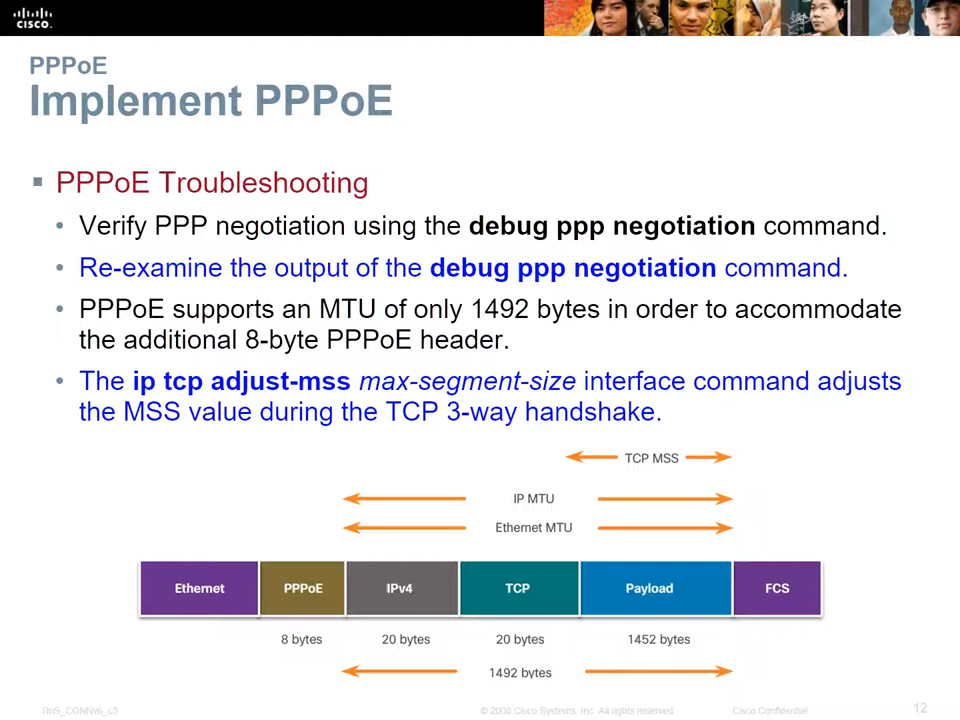 CISCO
PPPoE
Implement PPPoE
PPPoE Troubleshooting
Verify PPP negotiation using the debug ppp negotiation command.
Re-examine the output of the debug ppp negotiation command.
PPPoE supports an MTU of only 1492 bytes in order to accommodate
the additional 8-byte PPPoE header.
The ip tcp adjust-mss max-segment-size interface command adjusts
the MSS value during the TCP 3-way handshake.
TCP MSS
IP MTU
Ethernet MTU
Ethernet PPPoE IPv4 TCP Payload FCS
8 bytes 20 bytes 20 bytes 1452 bytes
1492 bytes
RnS_CONNv6_c3 © 2008 Cisco Systems, Inc. All rights reserved. Cisco Confidential 12